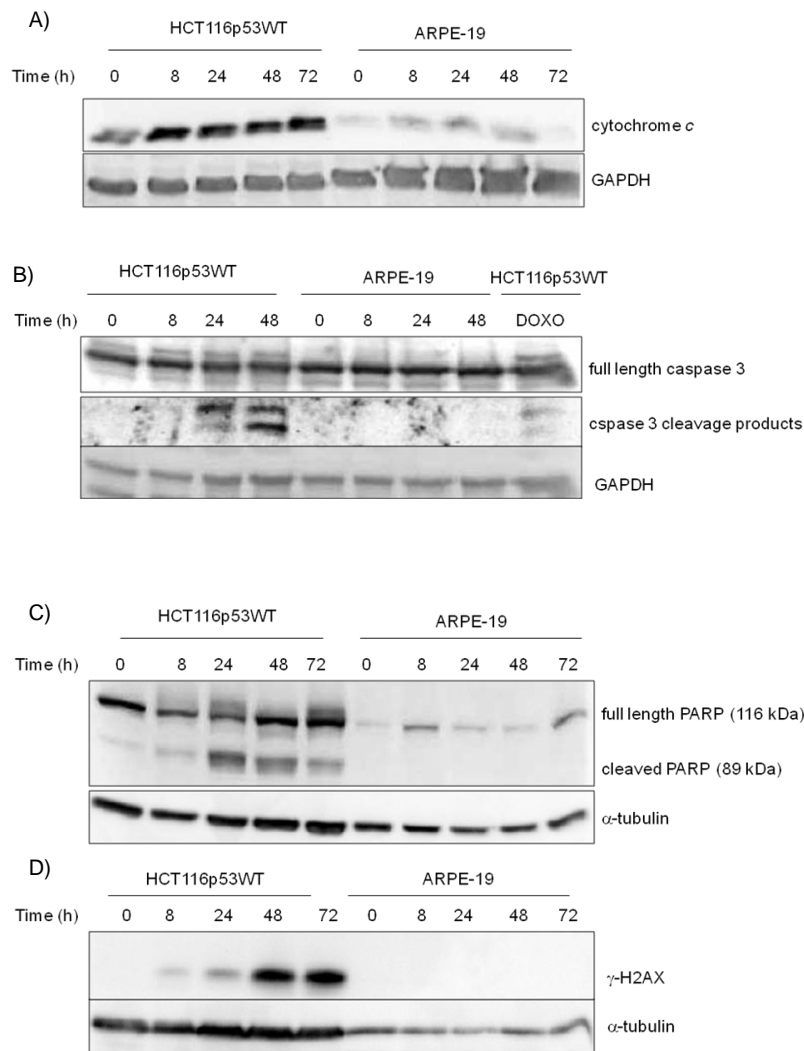 A)
HCT116p53WT ARPE-19
Time (h) 0 8 24 48 72 0 8 24 48 72
cytochrome c
GAPDH
B)
HCT116p53WT ARPE-19 HCT116p53WT
Time (h) 0 8 24 48 0 8 24 48 DOXO
full length caspase 3
cspase 3 cleavage products
GAPDH
C)
HCT116p53WT ARPE-19
Time (h) 0 8 24 48 72 0 8 24 48 72
full length PARP (116 kDa)
cleaved PARP (89 kDa)
α-tubulin
D)
HCT116p53WT ARPE-19
Time (h) 0 8 24 48 72 0 8 24 48 72
γ-H2AX
α-tubulin